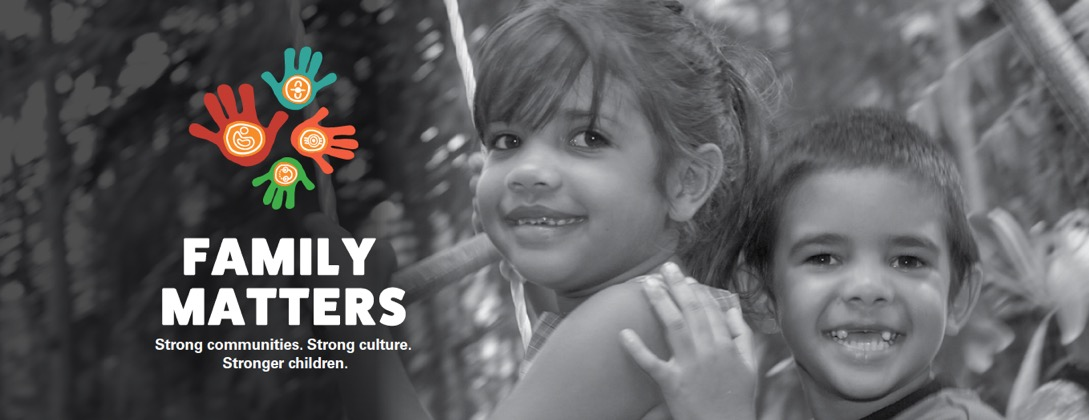 FAMILY
MATTERS
Strong communities. Strong culture.
Stronger children.